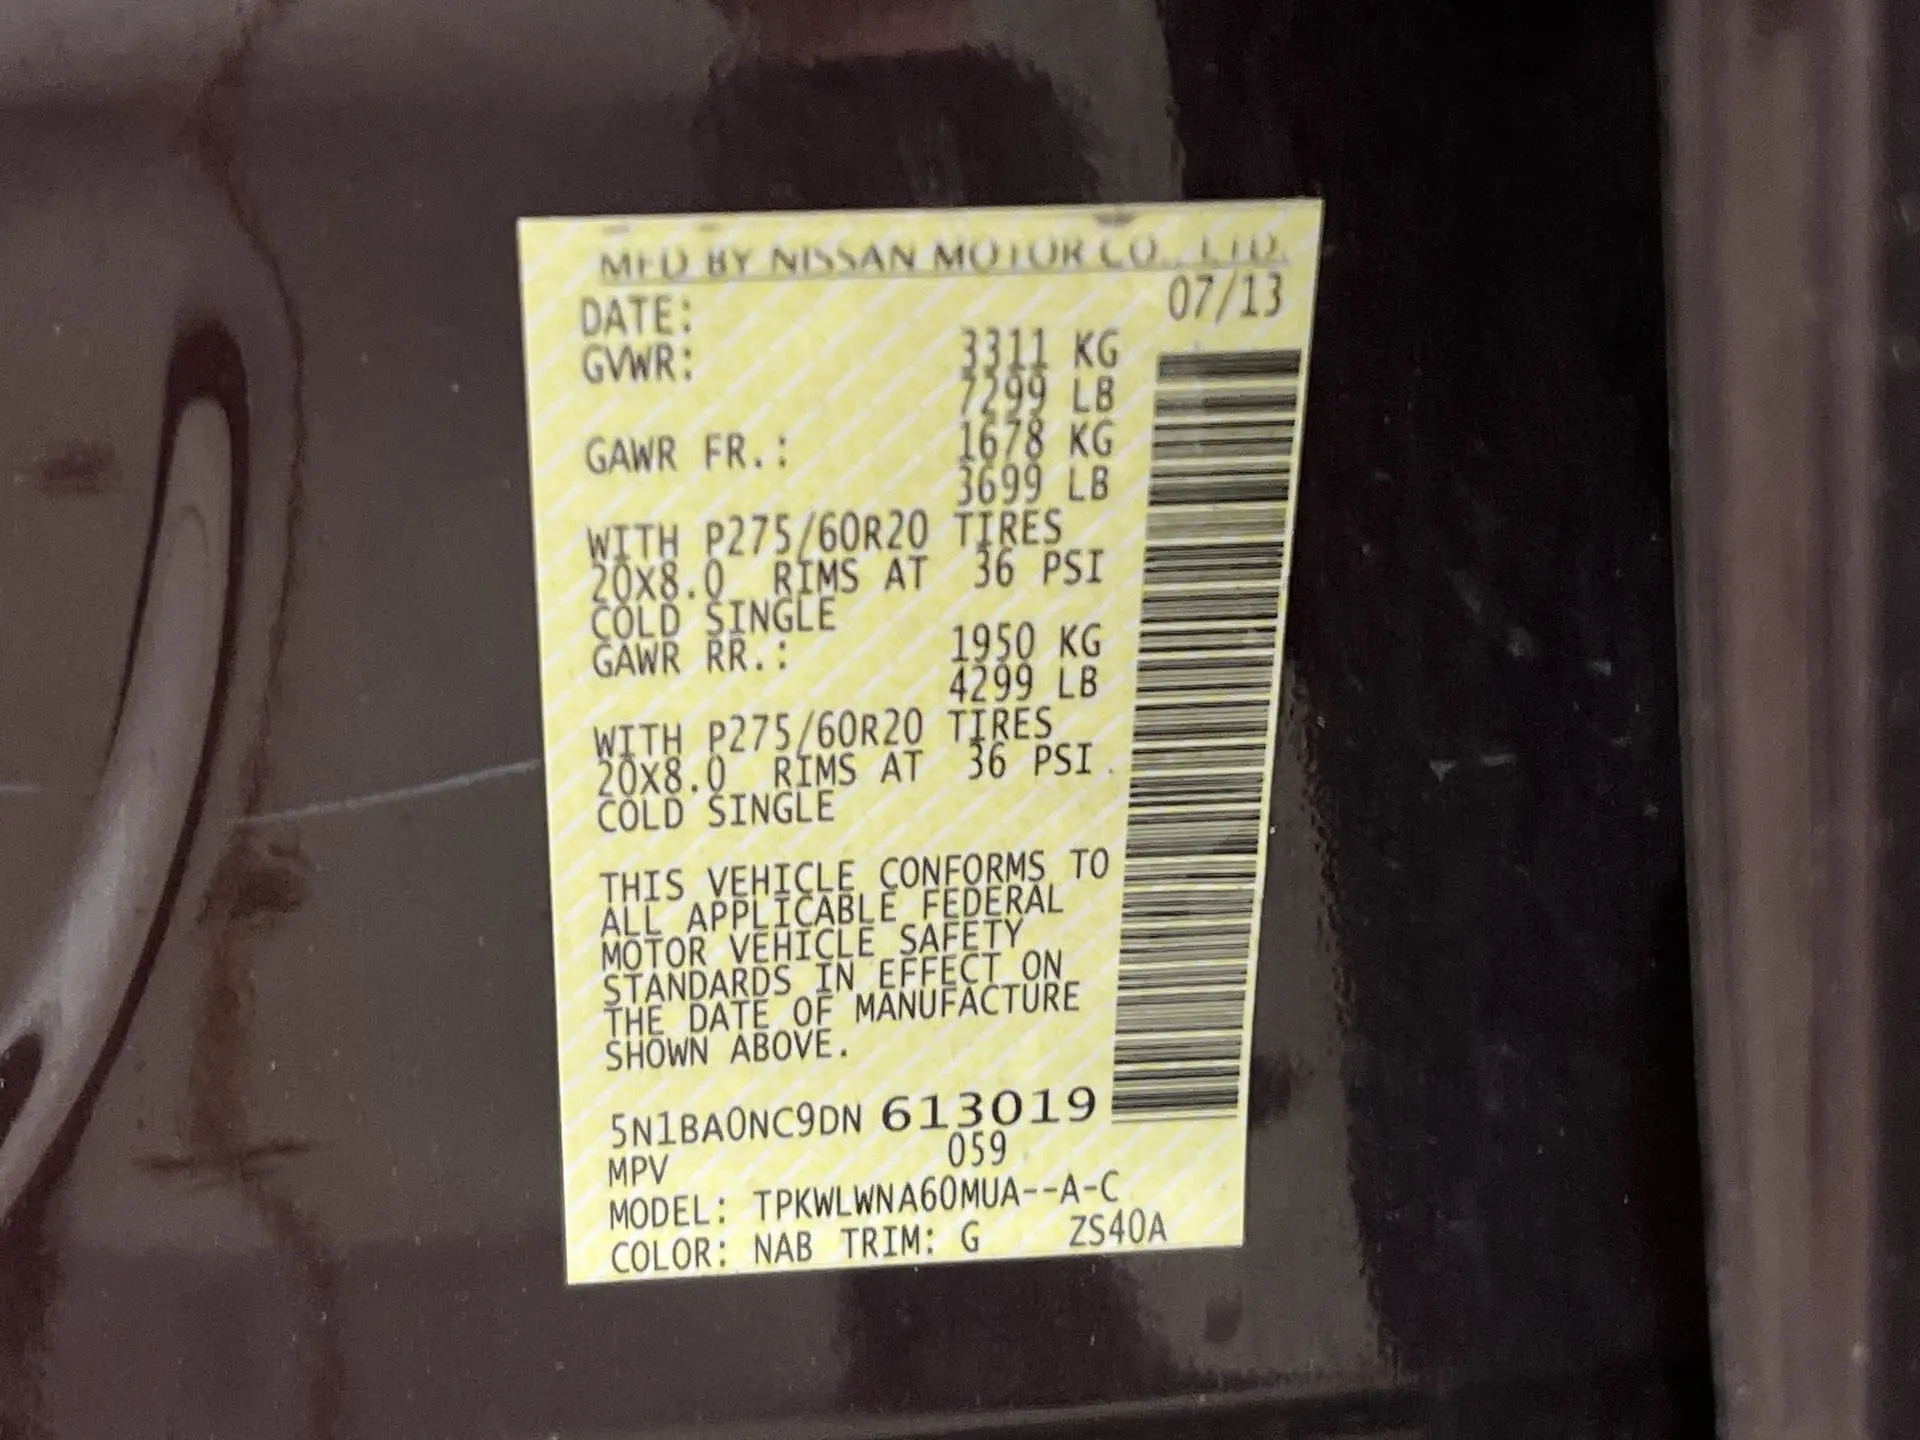 MFD BY NISSAN MOTOR CO., LTD.
DATE: 07/13
GVWR: 3311 KG
7299 LB
GAWR FR.: 1678 KG
3699 LB
WITH P275/60R20 TIRES
20X8.0 RIMS AT 36 PSI
COLD SINGLE
GAWR RR.: 1950 KG
4299 LB
WITH P275/60R20 TIRES
20X8.0 RIMS AT 36 PSI
COLD SINGLE
THIS VEHICLE CONFORMS TO
ALL APPLICABLE FEDERAL
MOTOR VEHICLE SAFETY
STANDARDS IN EFFECT ON
THE DATE OF MANUFACTURE
SHOWN ABOVE.
5N1BA0NC9DN 613019
MPV 059
MODEL: TPKWLWNA60MUA--A-C
COLOR: NAB TRIM: G ZS40A